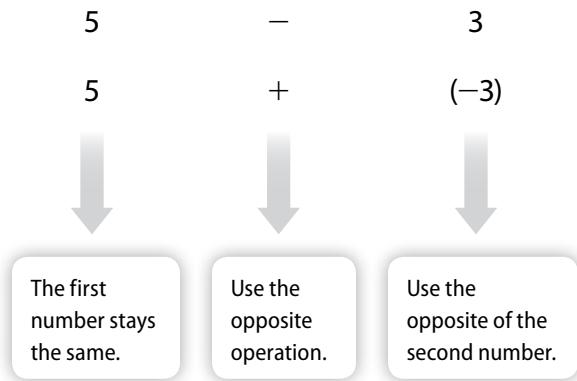 5 − 3
5 + (−3)
The first
number stays
the same.
Use the
opposite
operation.
Use the
opposite of the
second number.